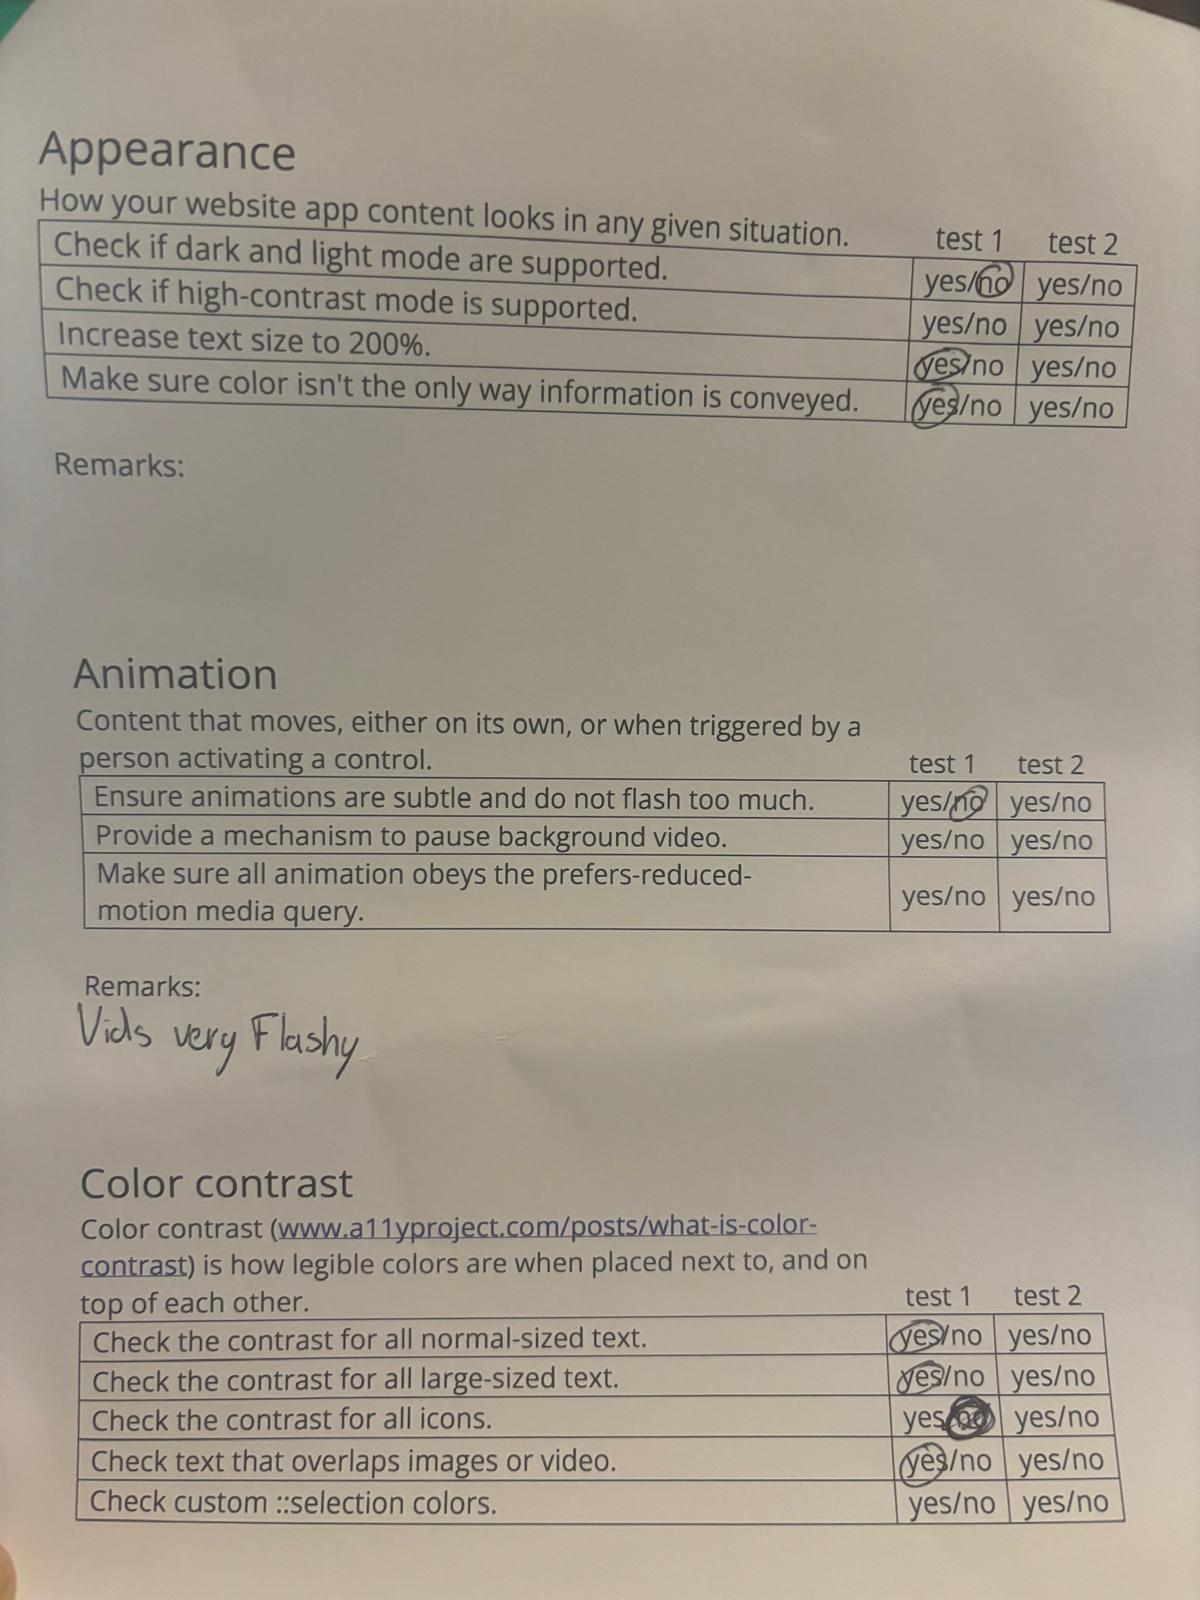 Appearance
How your website app content looks in any given situation.
test 1 test 2
Check if dark and light mode are supported. yes/no yes/no
Check if high-contrast mode is supported. yes/no yes/no
Increase text size to 200%. yes/no yes/no
Make sure color isn't the only way information is conveyed. yes/no yes/no
Remarks:
Animation
Content that moves, either on its own, or when triggered by a
person activating a control.
test 1 test 2
Ensure animations are subtle and do not flash too much. yes/no yes/no
Provide a mechanism to pause background video. yes/no yes/no
Make sure all animation obeys the prefers-reduced-
motion media query. yes/no yes/no
Remarks:
Vids very Flashy
Color contrast
Color contrast (www.a11yproject.com/posts/what-is-color-
contrast) is how legible colors are when placed next to, and on
top of each other.
test 1 test 2
Check the contrast for all normal-sized text. yes/no yes/no
Check the contrast for all large-sized text. yes/no yes/no
Check the contrast for all icons. yes/no yes/no
Check text that overlaps images or video. yes/no yes/no
Check custom ::selection colors. yes/no yes/no